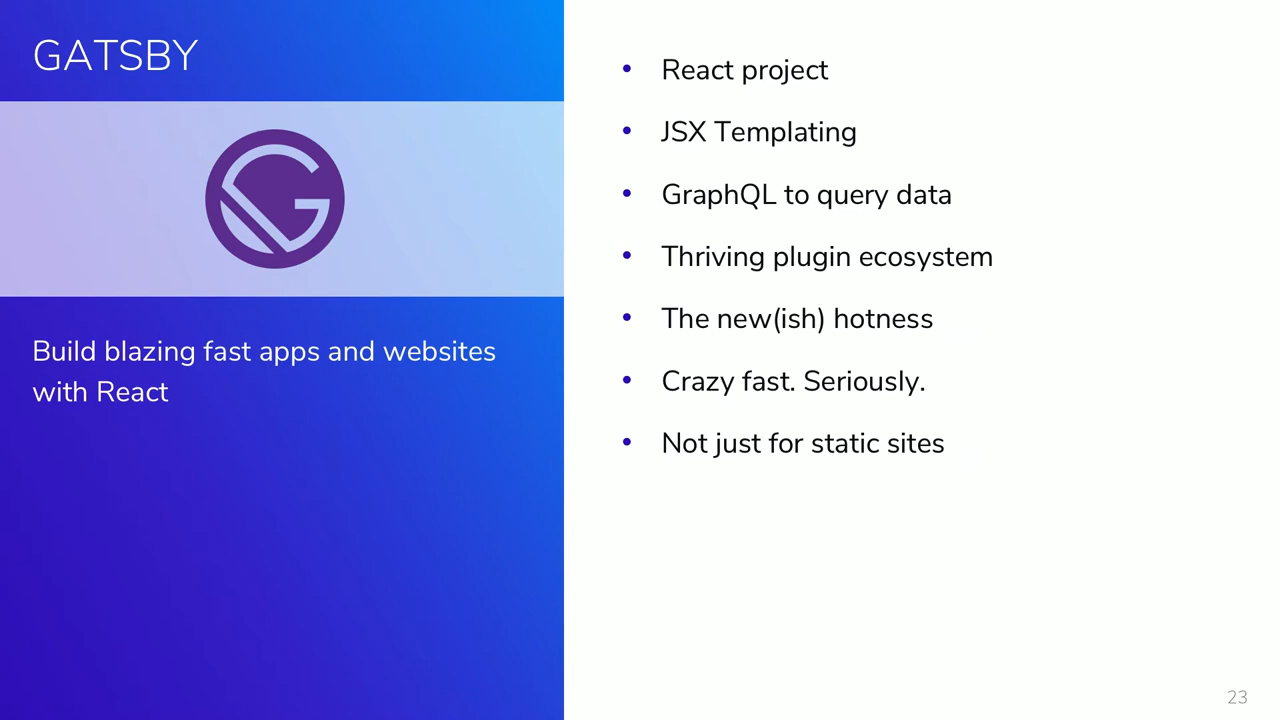 GATSBY
Build blazing fast apps and websites
with React
• React project
• JSX Templating
• GraphQL to query data
• Thriving plugin ecosystem
• The new(ish) hotness
• Crazy fast. Seriously.
• Not just for static sites
23